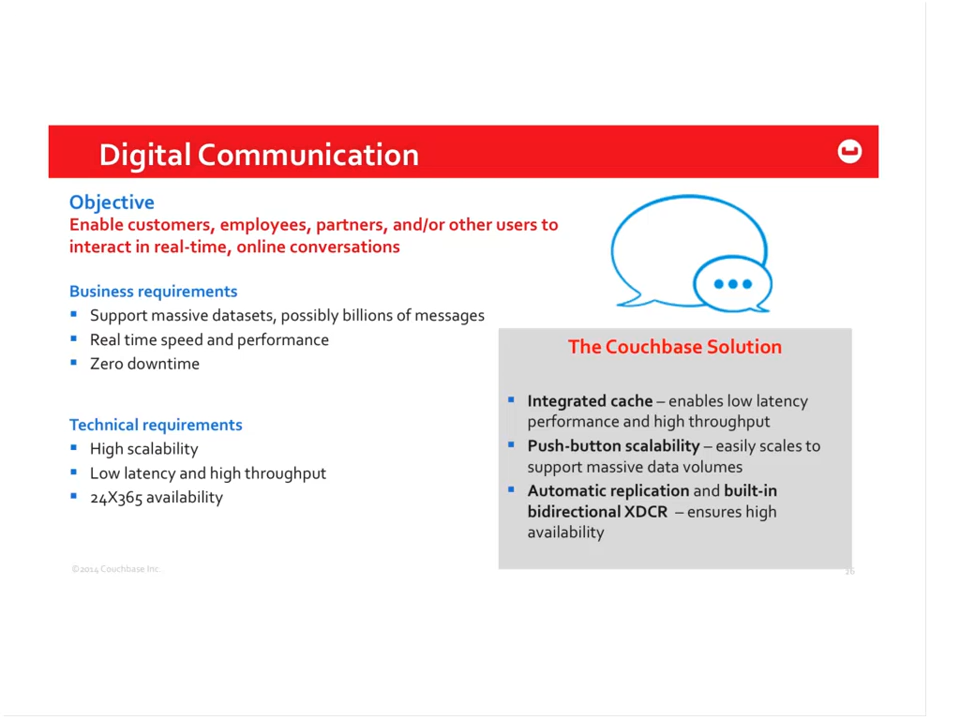 Digital Communication
Objective
Enable customers, employees, partners, and/or other users to
interact in real-time, online conversations
Business requirements
Support massive datasets, possibly billions of messages
Real time speed and performance
Zero downtime
Technical requirements
High scalability
Low latency and high throughput
24X365 availability
The Couchbase Solution
Integrated cache – enables low latency
performance and high throughput
Push-button scalability – easily scales to
support massive data volumes
Automatic replication and built-in
bidirectional XDCR – ensures high
availability
©2014 Couchbase Inc.
16